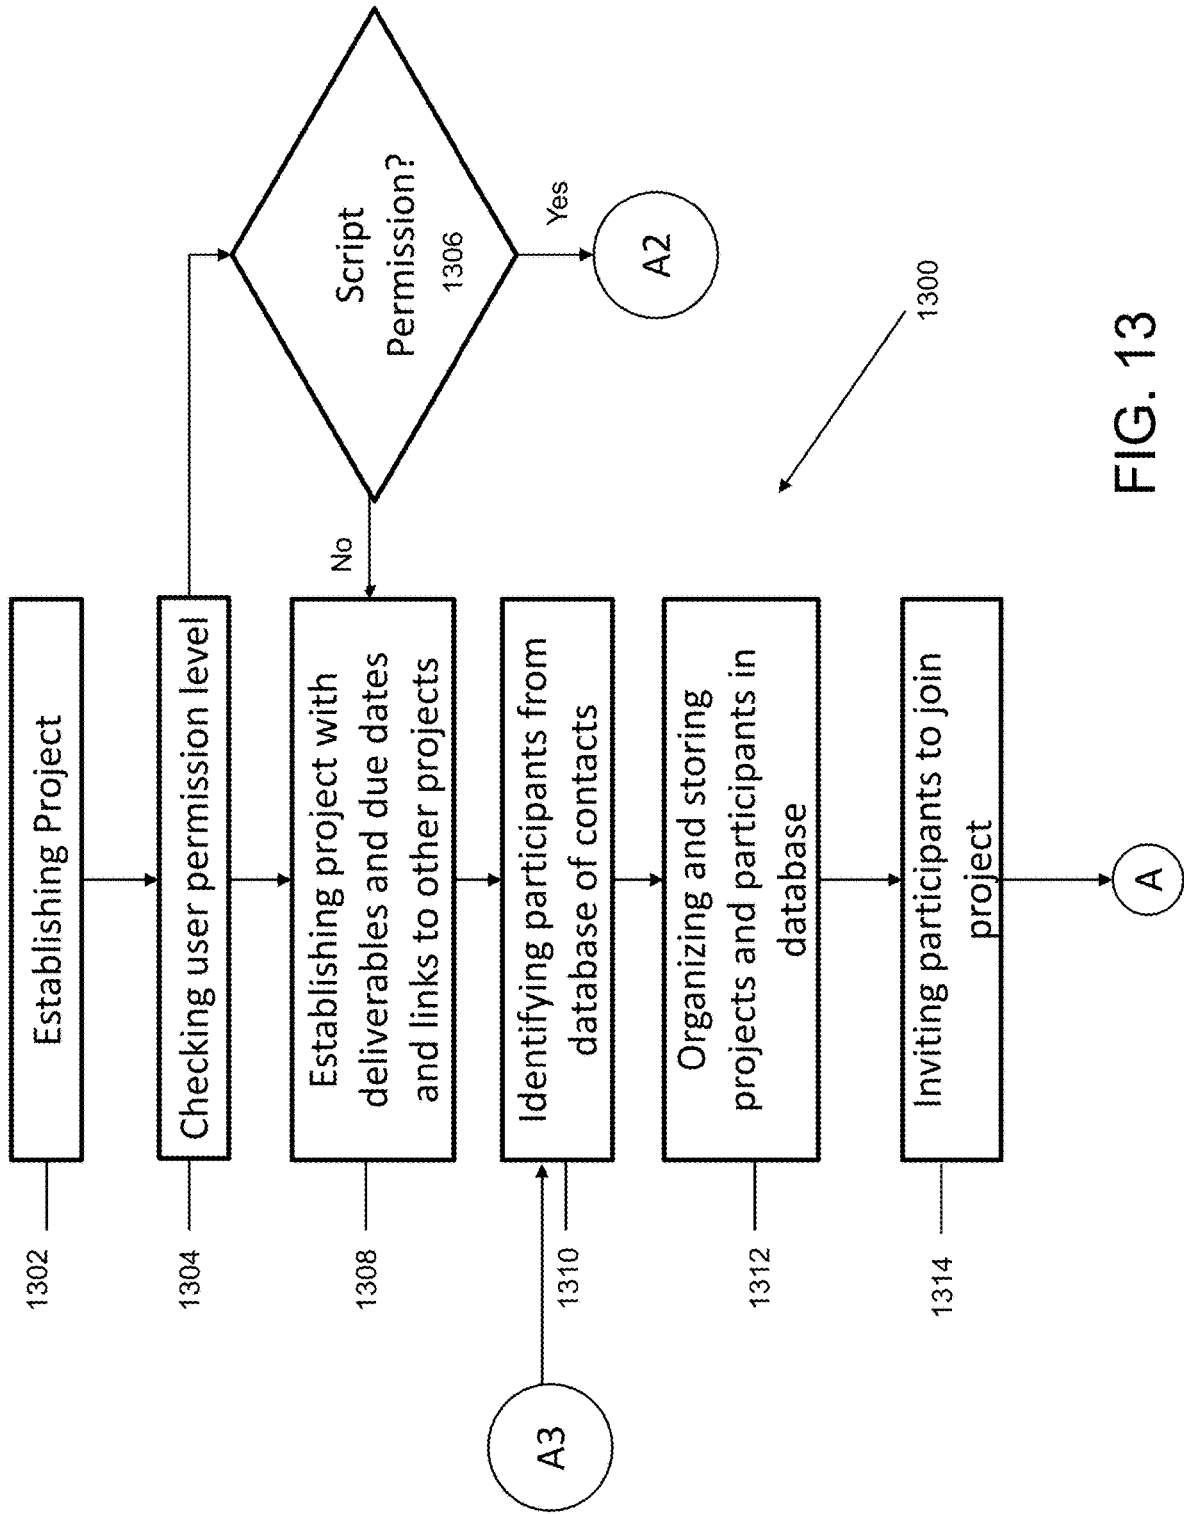 1302
Establishing Project
1304
Checking user permission level
Script
Permission?
1306
No
Yes
A2
1308
Establishing project with
deliverables and due dates
and links to other projects
A3
1310
Identifying participants from
database of contacts
1312
Organizing and storing
projects and participants in
database
1314
Inviting participants to join
project
A
1300
FIG. 13